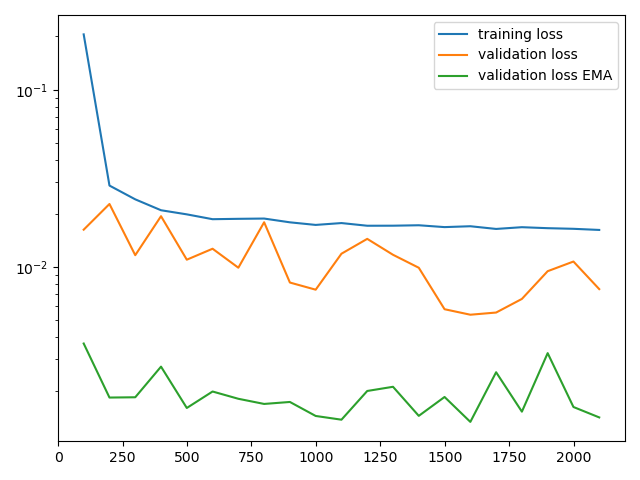 training loss
validation loss
validation loss EMA
10⁻¹
10⁻²
0 250 500 750 1000 1250 1500 1750 2000